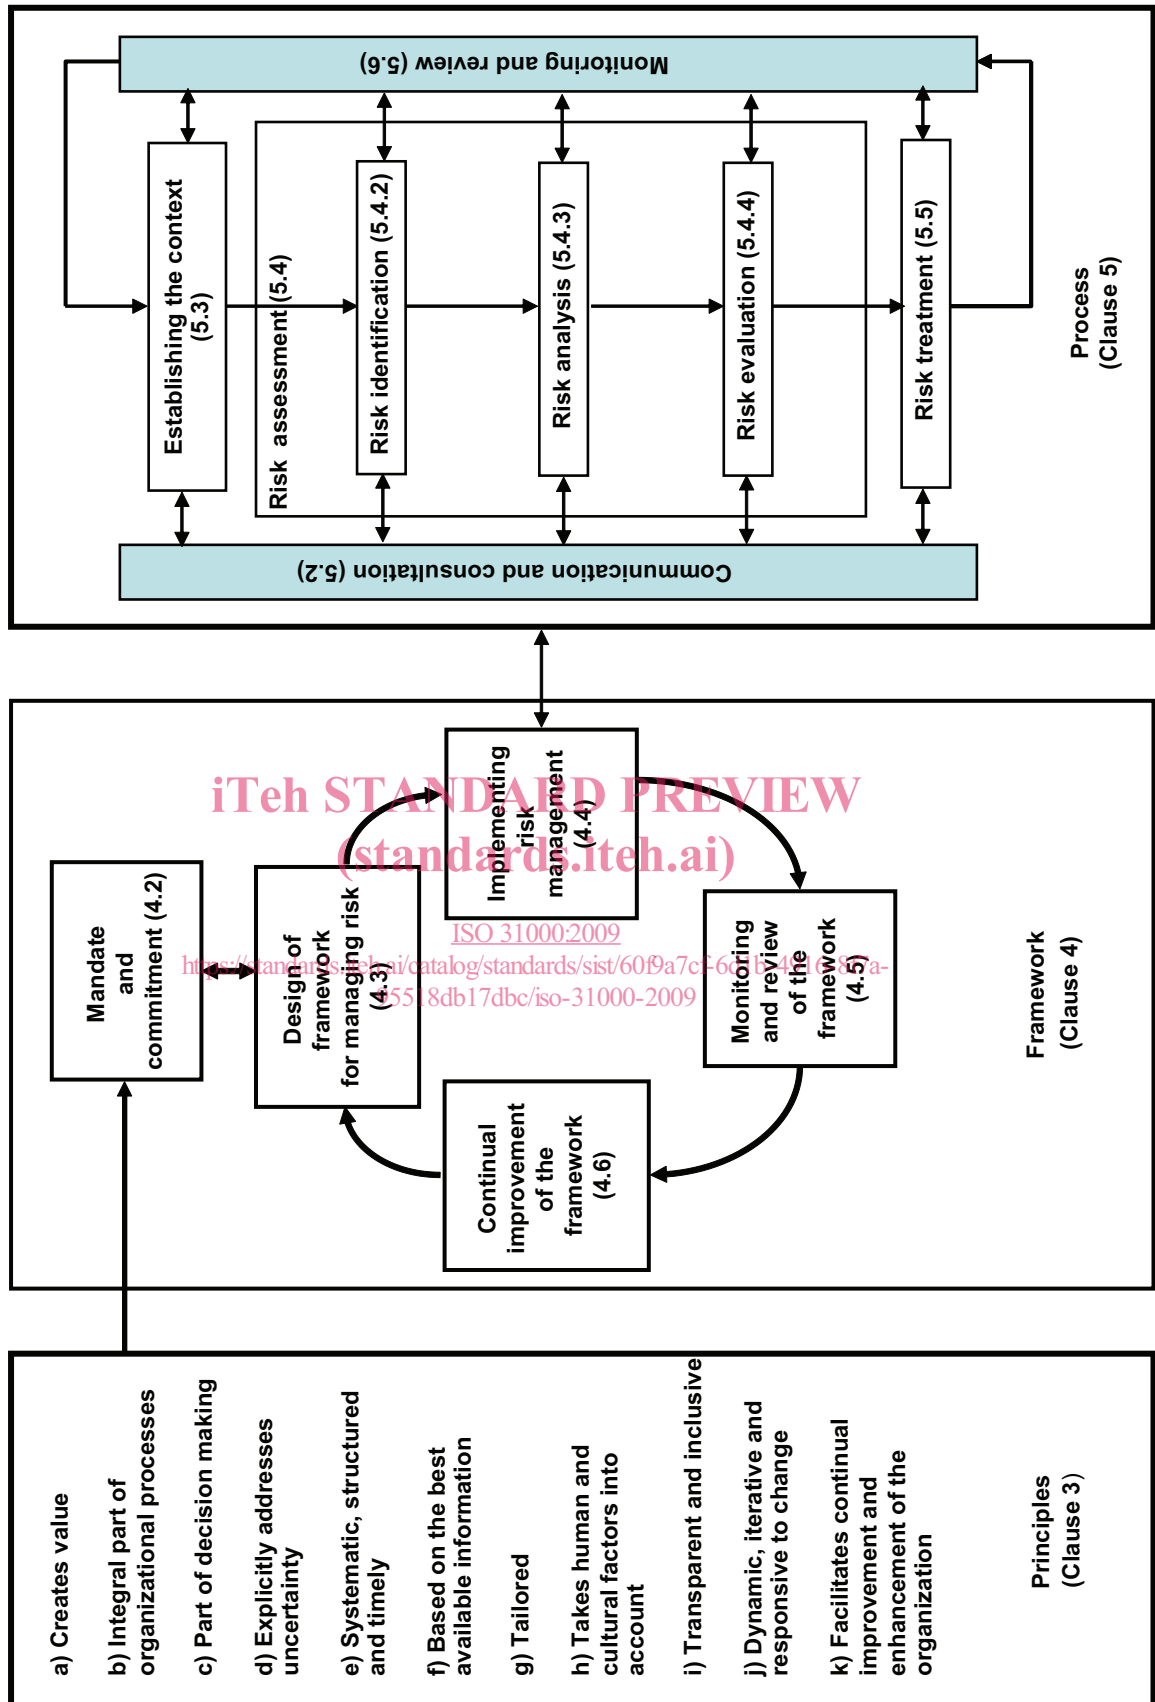 a) Creates value
b) Integral part of
organizational processes
c) Part of decision making
d) Explicitly addresses
uncertainty
e) Systematic, structured
and timely
f) Based on the best
available information
g) Tailored
h) Takes human and
cultural factors into
account
i) Transparent and inclusive
j) Dynamic, iterative and
responsive to change
k) Facilitates continual
improvement and
enhancement of the
organization
Principles
(Clause 3)
Mandate
and
commitment (4.2)
Design of
framework
for managing risk
(4.3)
Implementing
risk
management
(4.4)
Monitoring
and review
of the
framework
(4.5)
Continual
improvement
of the
framework
(4.6)
Framework
(Clause 4)
Establishing the context
(5.3)
Risk assessment (5.4)
Risk identification (5.4.2)
Risk analysis (5.4.3)
Risk evaluation (5.4.4)
Risk treatment (5.5)
Communication and consultation (5.2)
Monitoring and review (5.6)
Process
(Clause 5)
iTeh STANDARD PREVIEW
(standards.iteh.ai)
ISO 31000:2009